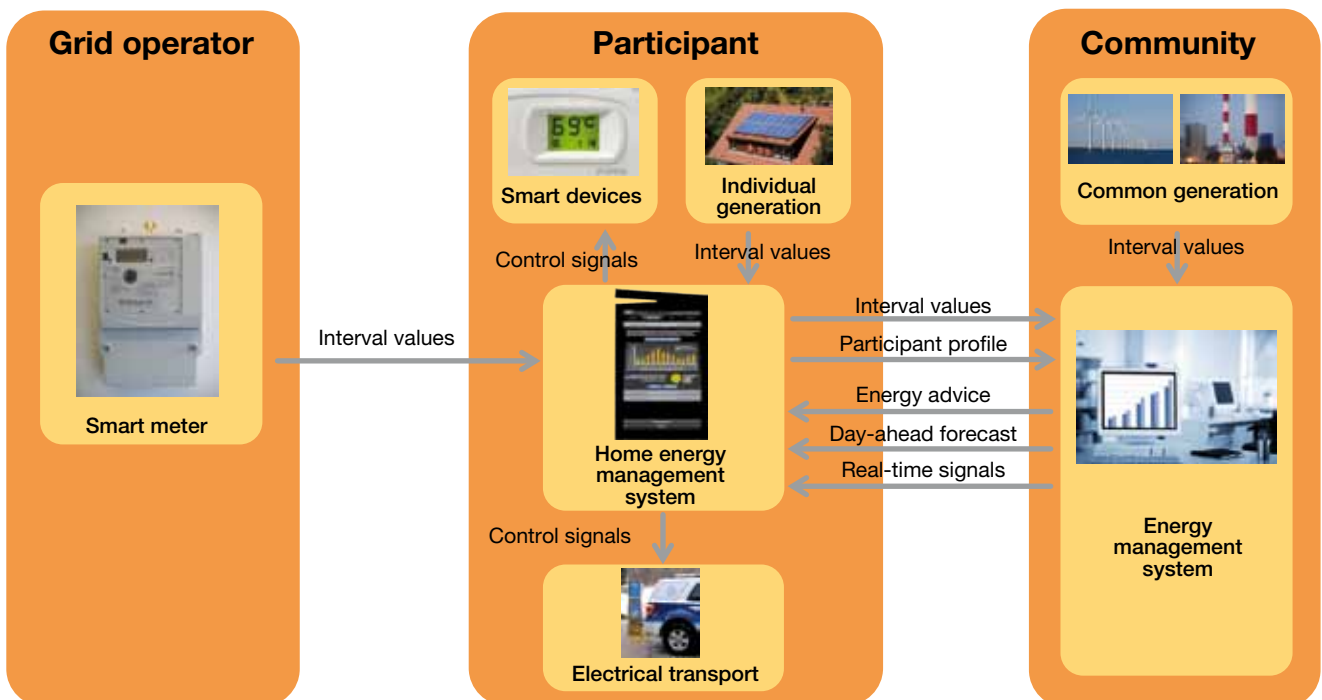 Grid operator
Participant
Community
69°
Smart devices
Individual
generation
Common generation
Control signals
Interval values
Interval values
Smart meter
Interval values
Interval values
Participant profile
Energy advice
Day-ahead forecast
Real-time signals
Home energy
management
system
Energy
management
system
Control signals
Electrical transport